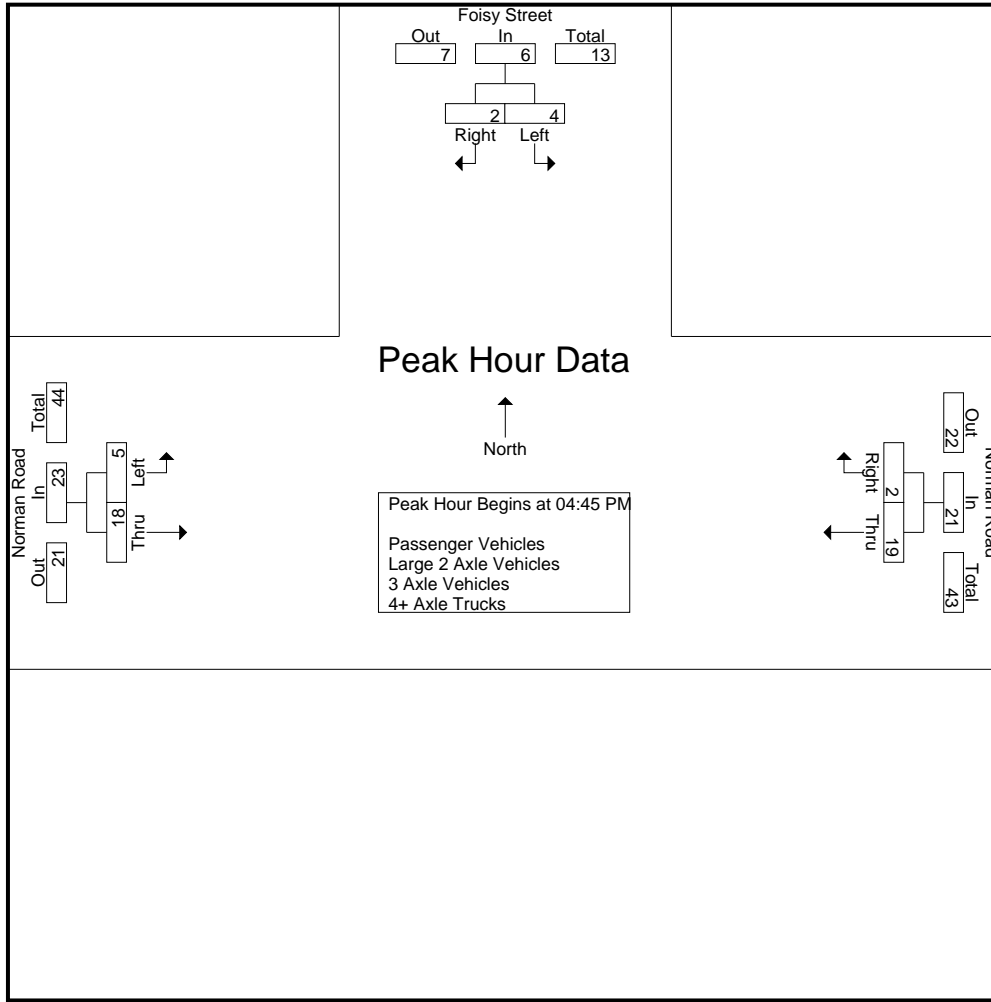 Foisy Street
Out In Total
7 6 13
2 4
Right Left
Peak Hour Data
North
Peak Hour Begins at 04:45 PM
Passenger Vehicles
Large 2 Axle Vehicles
3 Axle Vehicles
4+ Axle Trucks
Norman Road
Out In Total
21 23 44
18 5
Thru Left
Norman Road
Out In Total
22 21 43
2 19
Right Thru